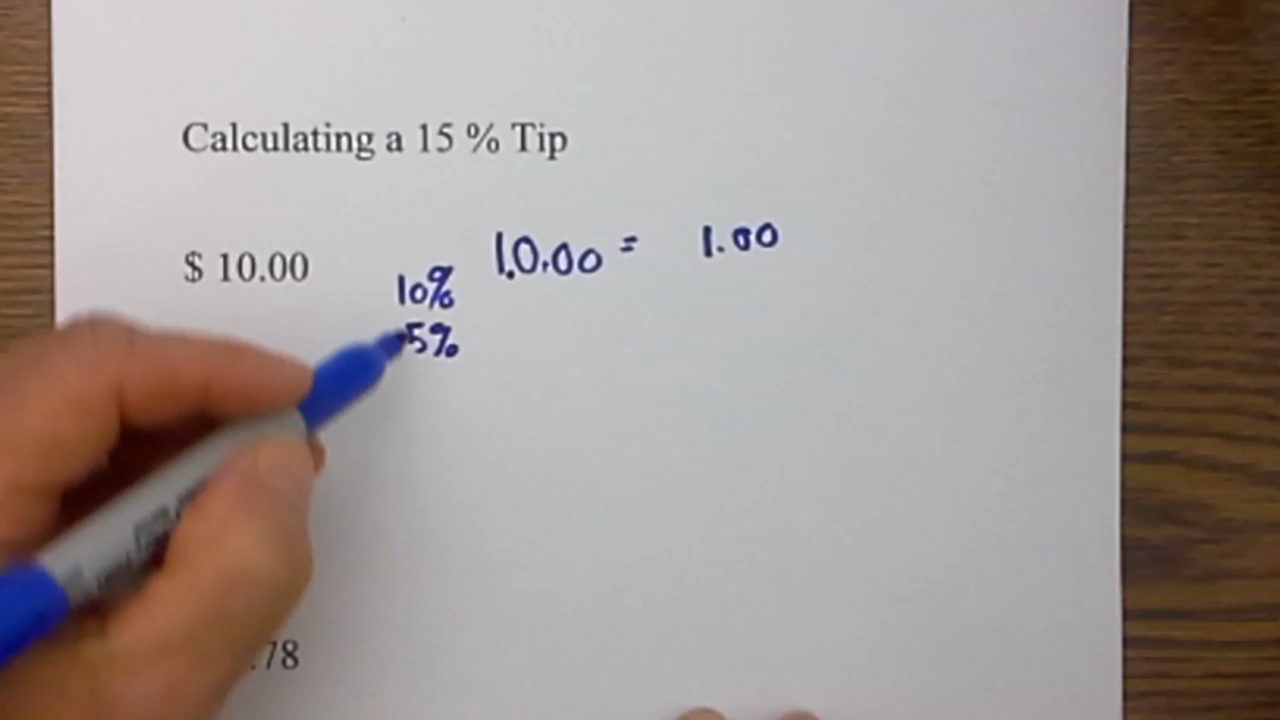 Calculating a 15 % Tip
$ 10.00
10% 10.00 = 1.00
5%
.78